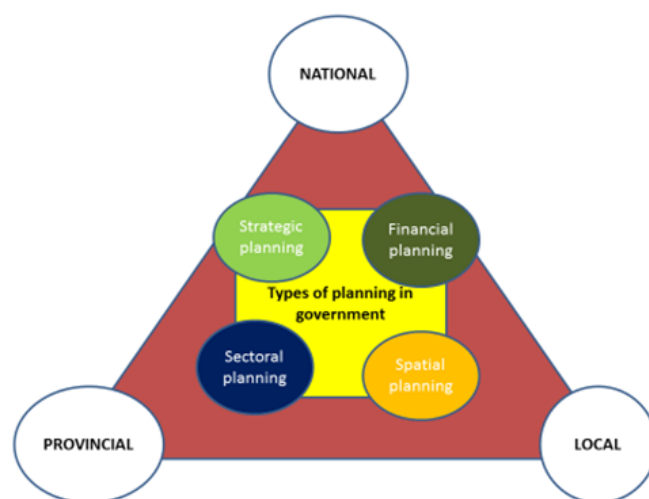 NATIONAL
Strategic
planning
Financial
planning
Types of planning in
government
Sectoral
planning
Spatial
planning
PROVINCIAL
LOCAL